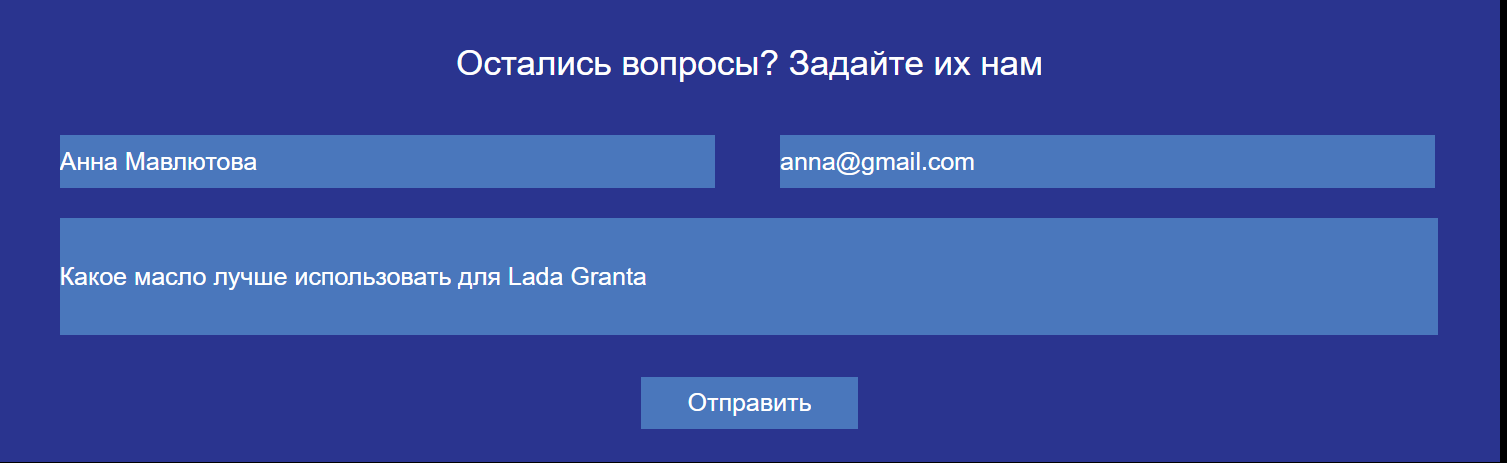 Остались вопросы? Задайте их нам
Анна Мавлютова
anna@gmail.com
Какое масло лучше использовать для Lada Granta
Отправить